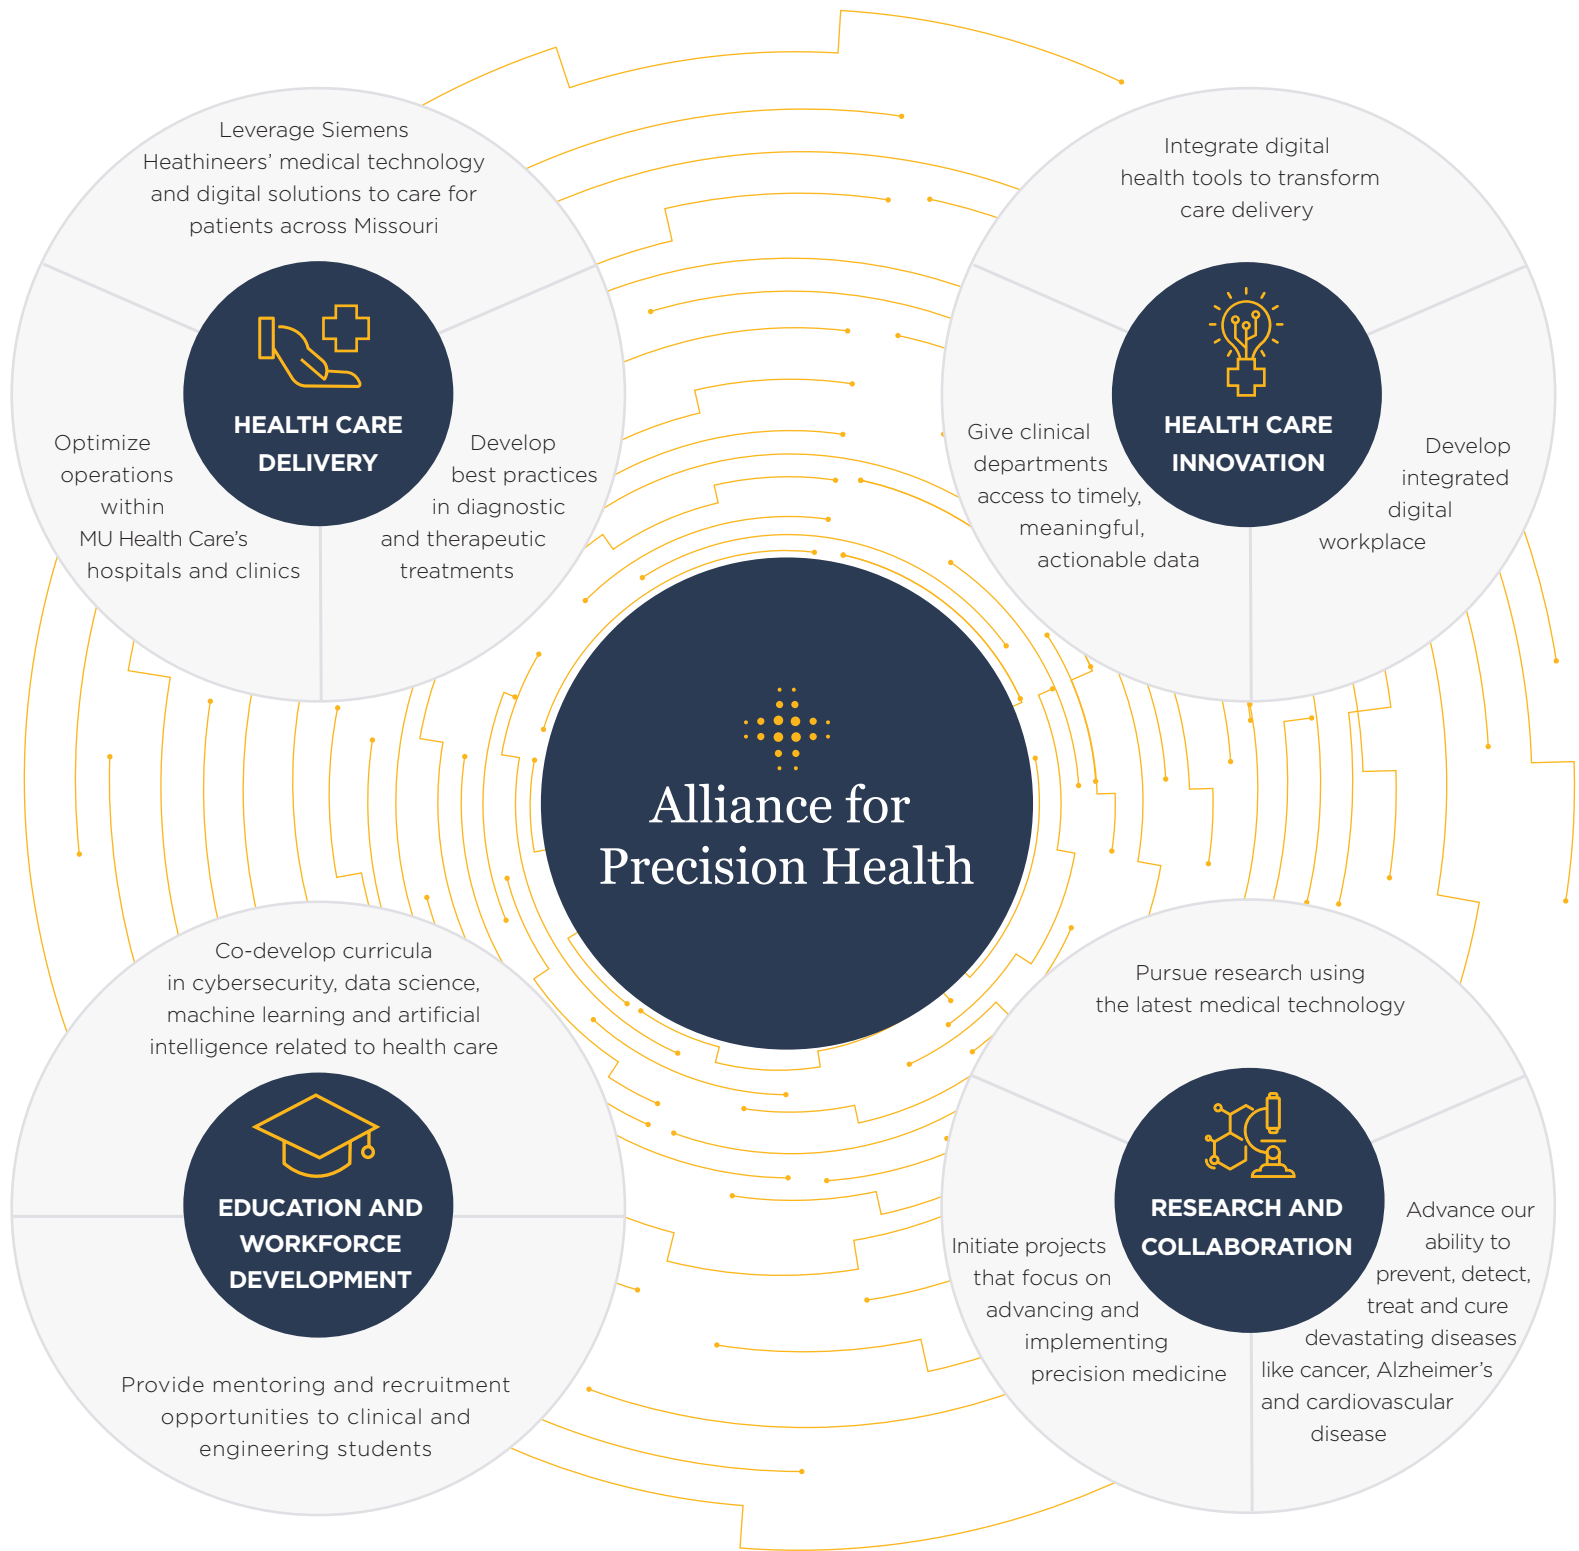 Leverage Siemens
Heathineers’ medical technology
and digital solutions to care for
patients across Missouri
HEALTH CARE
DELIVERY
Optimize
operations
within
MU Health Care’s
hospitals and clinics
Develop
best practices
in diagnostic
and therapeutic
treatments
Integrate digital
health tools to transform
care delivery
HEALTH CARE
INNOVATION
Give clinical
departments
access to timely,
meaningful,
actionable data
Develop
integrated
digital
workplace
Alliance for
Precision Health
Co-develop curricula
in cybersecurity, data science,
machine learning and artificial
intelligence related to health care
EDUCATION AND
WORKFORCE
DEVELOPMENT
Provide mentoring and recruitment
opportunities to clinical and
engineering students
Pursue research using
the latest medical technology
RESEARCH AND
COLLABORATION
Initiate projects
that focus on
advancing and
implementing
precision medicine
Advance our
ability to
prevent, detect,
treat and cure
devastating diseases
like cancer, Alzheimer’s
and cardiovascular
disease